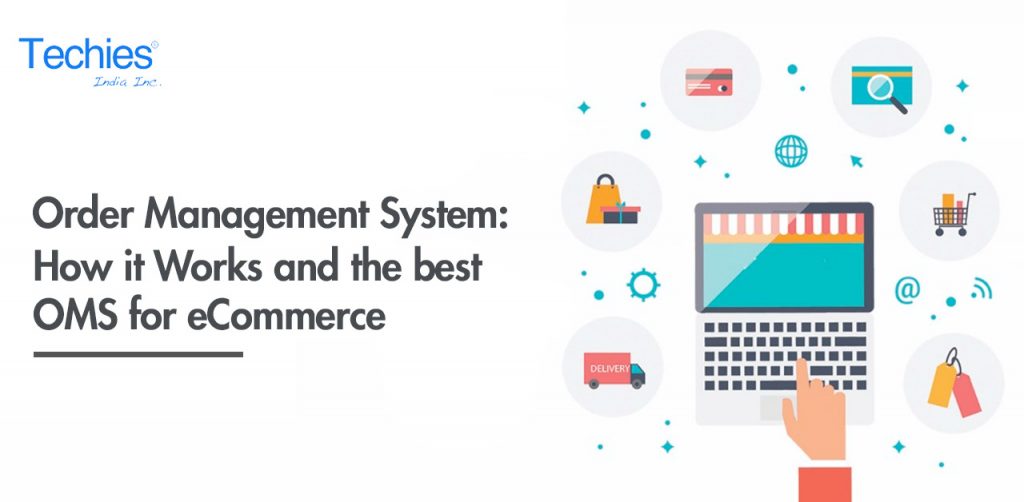 Techies®
India Inc.
Order Management System:
How it Works and the best
OMS for eCommerce
DELIVERY
@